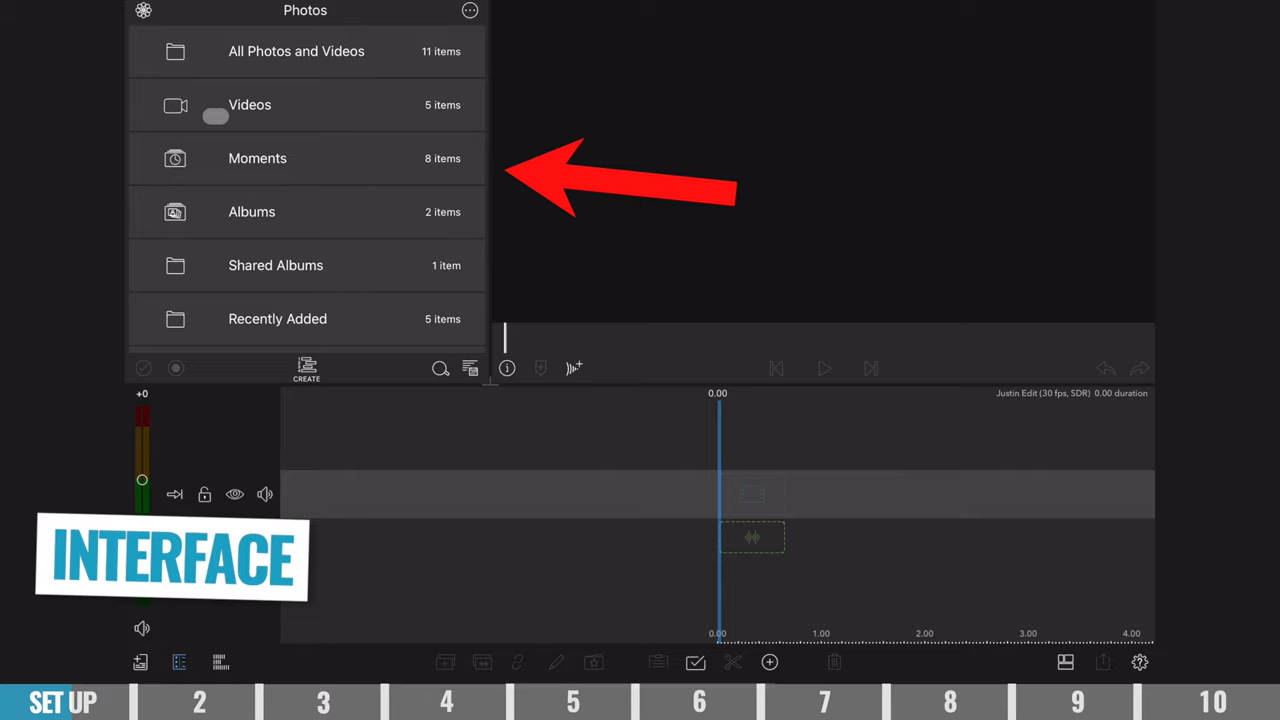 Photos
All Photos and Videos 11 items
Videos 5 items
Moments 8 items
Albums 2 items
Shared Albums 1 item
Recently Added 5 items
CREATE
+0
0.00
Justin Edit (30 fps, SDR) 0.00 duration
INTERFACE
0.00 1.00 2.00 3.00 4.00
SET UP 2 3 4 5 6 7 8 9 10